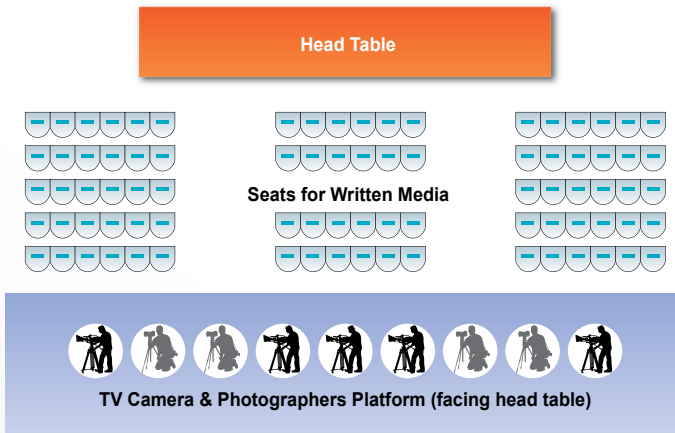 Head Table
Seats for Written Media
TV Camera & Photographers Platform (facing head table)